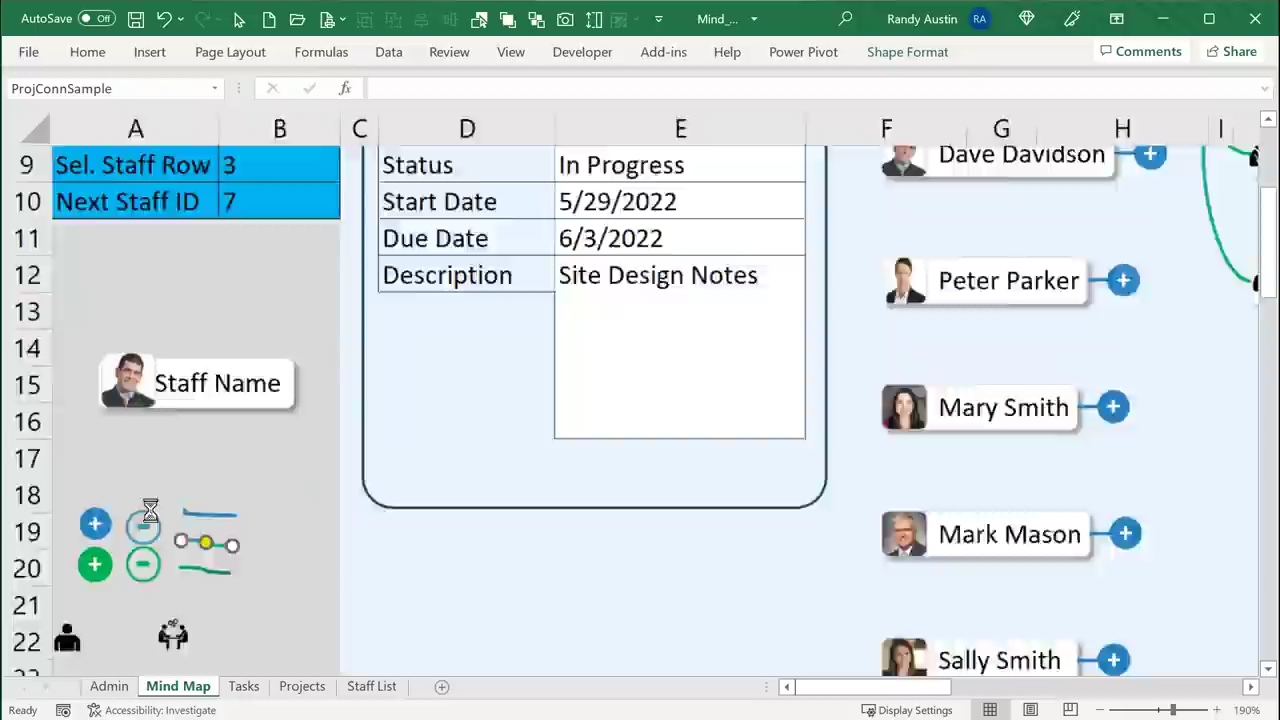 AutoSave Off Mind_... Randy Austin RA
File Home Insert Page Layout Formulas Data Review View Developer Add-ins Help Power Pivot Shape Format Comments Share
ProjConnSample fx
A B C D E F G H I
9 Sel. Staff Row 3 Status In Progress Dave Davidson
10 Next Staff ID 7 Start Date 5/29/2022
11 Due Date 6/3/2022
12 Description Site Design Notes Peter Parker
13
14
15 Staff Name Mary Smith
16
17
18
19 Mark Mason
20
21
22 Sally Smith
Admin Mind Map Tasks Projects Staff List
Ready Accessibility: Investigate Display Settings 190%